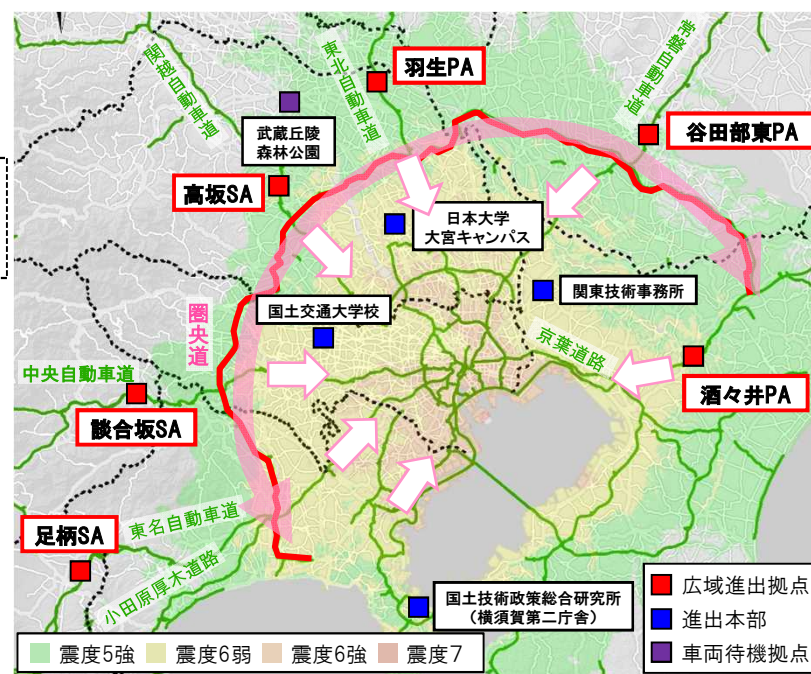 関越自動車道
東北自動車道
常磐自動車道
羽生PA
武蔵丘陵
森林公園
谷田部東PA
高坂SA
日本大学
大宮キャンパス
関東技術事務所
国土交通大学校
圏央道
京葉道路
中央自動車道
酒々井PA
談合坂SA
東名自動車道
足柄SA
小田原厚木道路
国土技術政策総合研究所
（横須賀第二庁舎）
広域進出拠点
進出本部
車両待機拠点
震度5強
震度6弱
震度6強
震度7